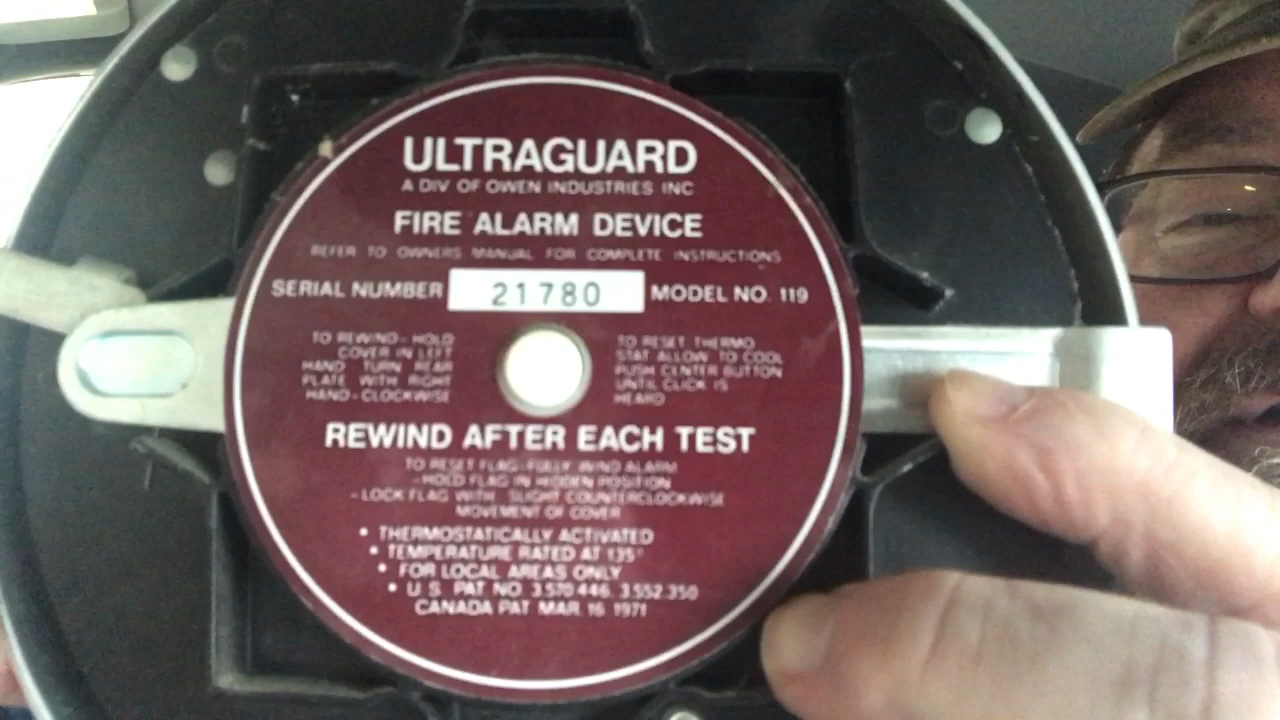 ULTRAGUARD
A DIV OF OWEN INDUSTRIES INC
FIRE ALARM DEVICE
REFER TO OWNERS MANUAL FOR COMPLETE INSTRUCTIONS
SERIAL NUMBER 21780 MODEL NO. 119
TO REWIND - HOLD
COVER IN LEFT
HAND TURN REAR
PLATE WITH RIGHT
HAND - CLOCKWISE
TO RESET THERMO
STAT ALLOW TO COOL
PUSH CENTER BUTTON
UNTIL CLICK IS
HEARD
REWIND AFTER EACH TEST
TO RESET FLAG - FULLY WIND ALARM
- HOLD FLAG IN HIDDEN POSITION
- LOCK FLAG WITH SLIGHT COUNTERCLOCKWISE
MOVEMENT OF COVER
• THERMOSTATICALLY ACTIVATED
• TEMPERATURE RATED AT 135°
• FOR LOCAL AREAS ONLY
• U S PAT NO. 3.570.446. 3.552.350
CANADA PAT MAR. 16 1971